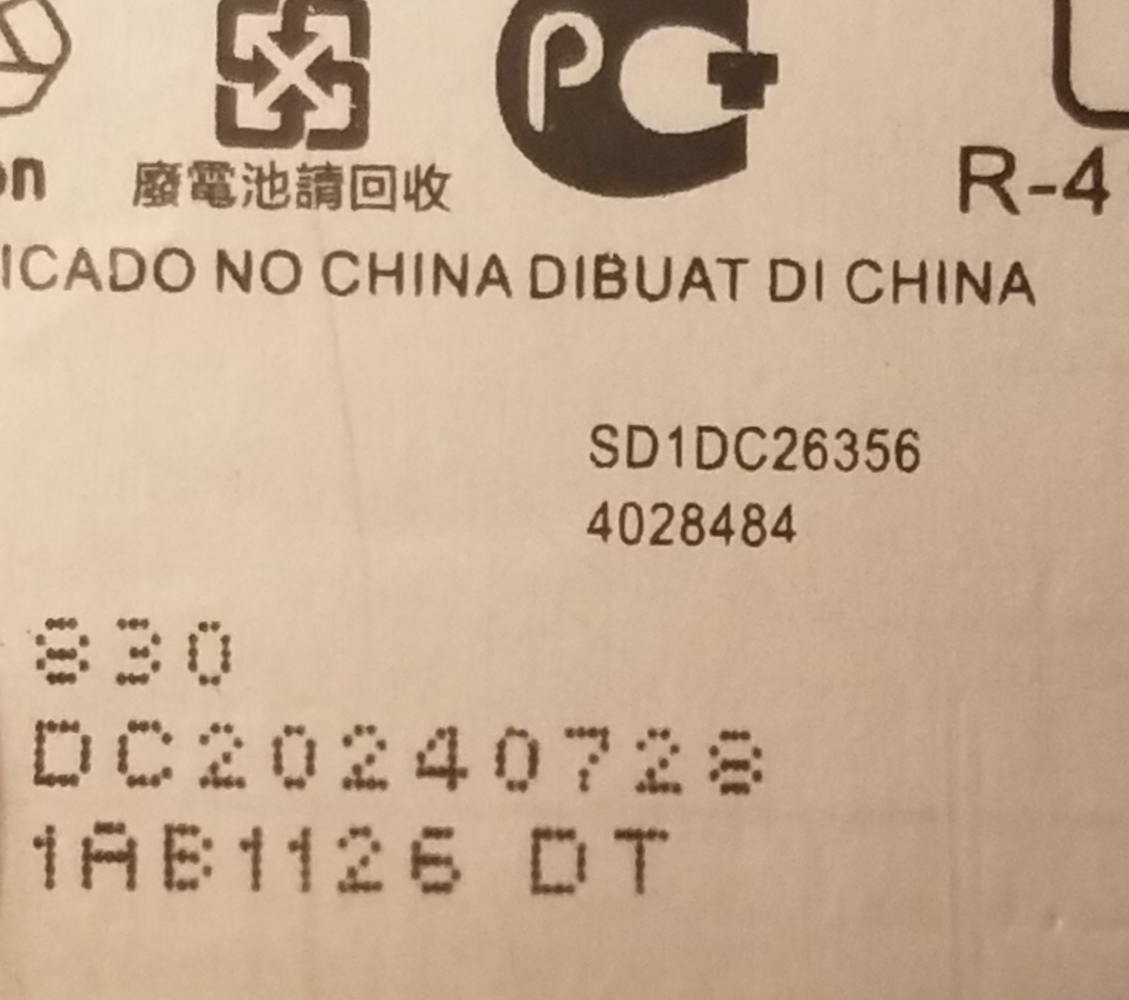 on 廢電池請回收 R-4
ICADO NO CHINA DIBUAT DI CHINA
SD1DC26356
4028484
830
DC20240728
1AB1126 DT